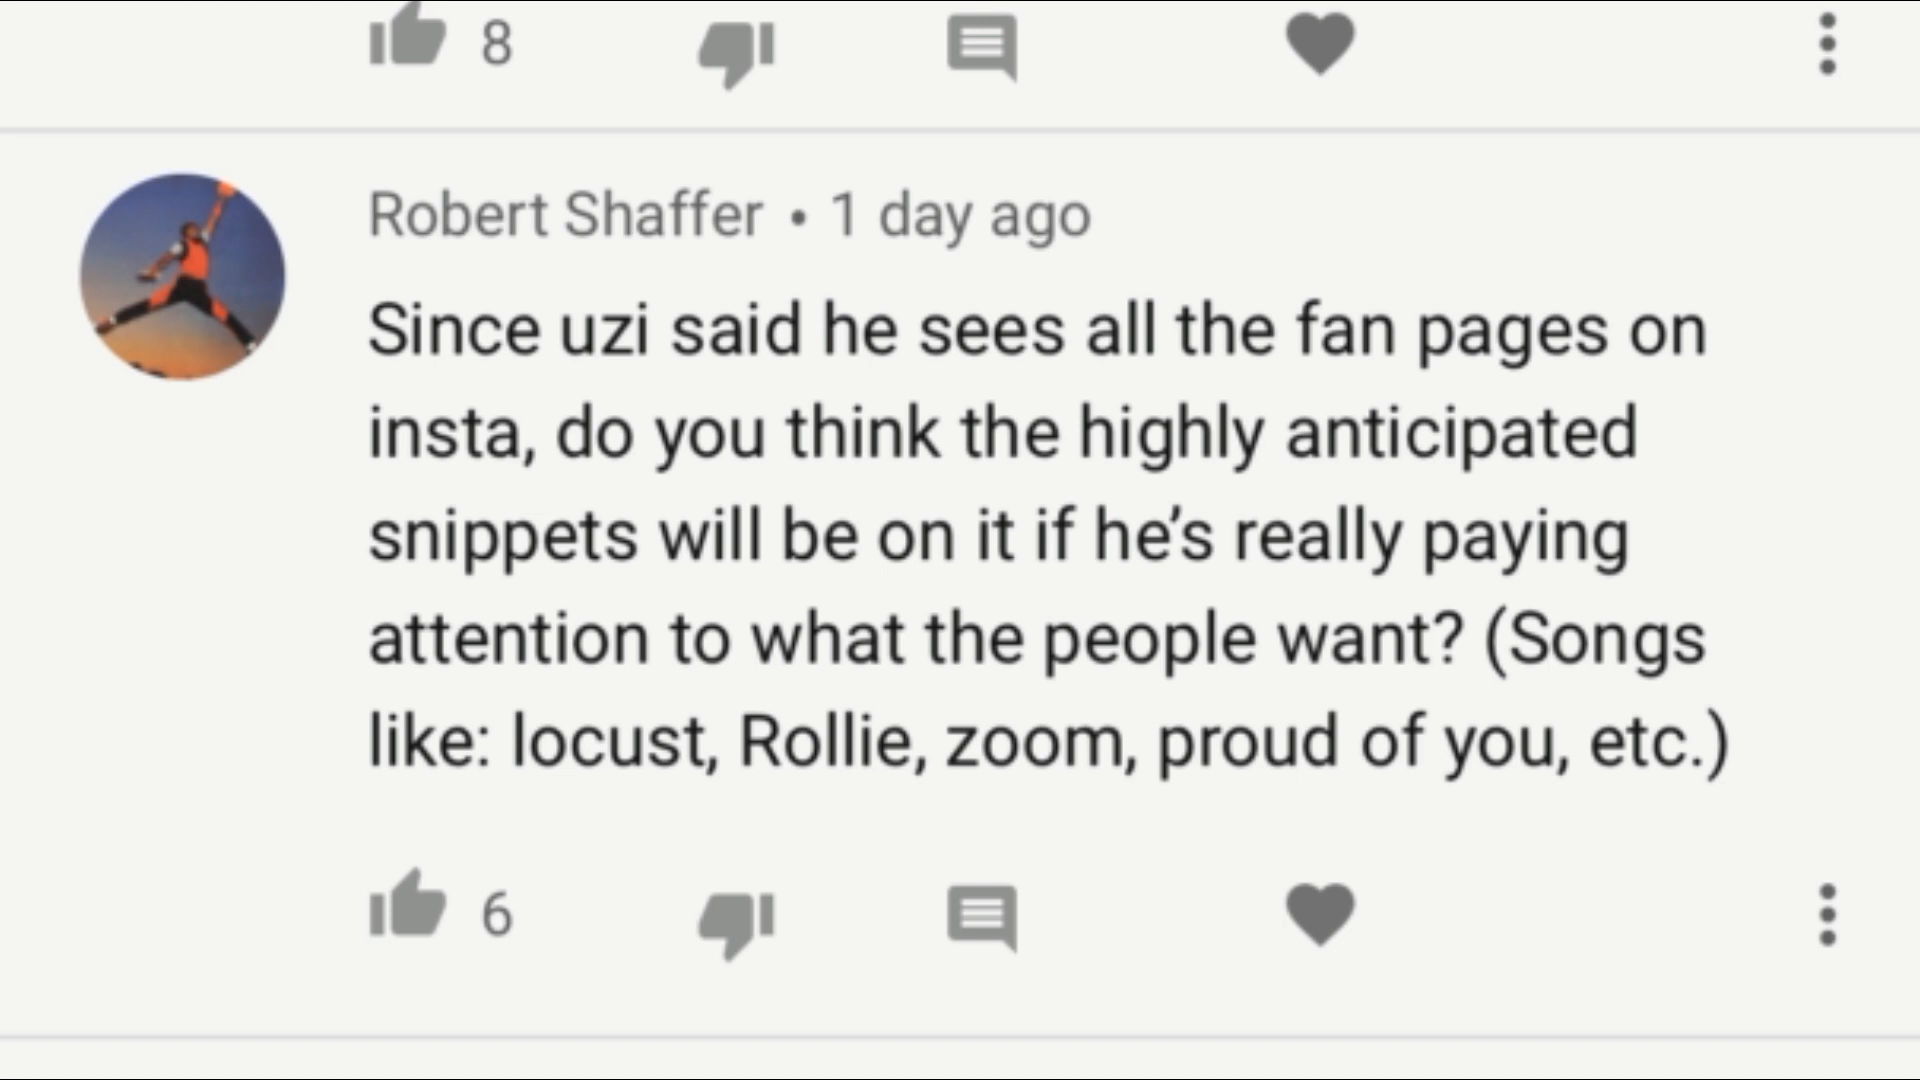 8
Robert Shaffer • 1 day ago
Since uzi said he sees all the fan pages on
insta, do you think the highly anticipated
snippets will be on it if he’s really paying
attention to what the people want? (Songs
like: locust, Rollie, zoom, proud of you, etc.)
6